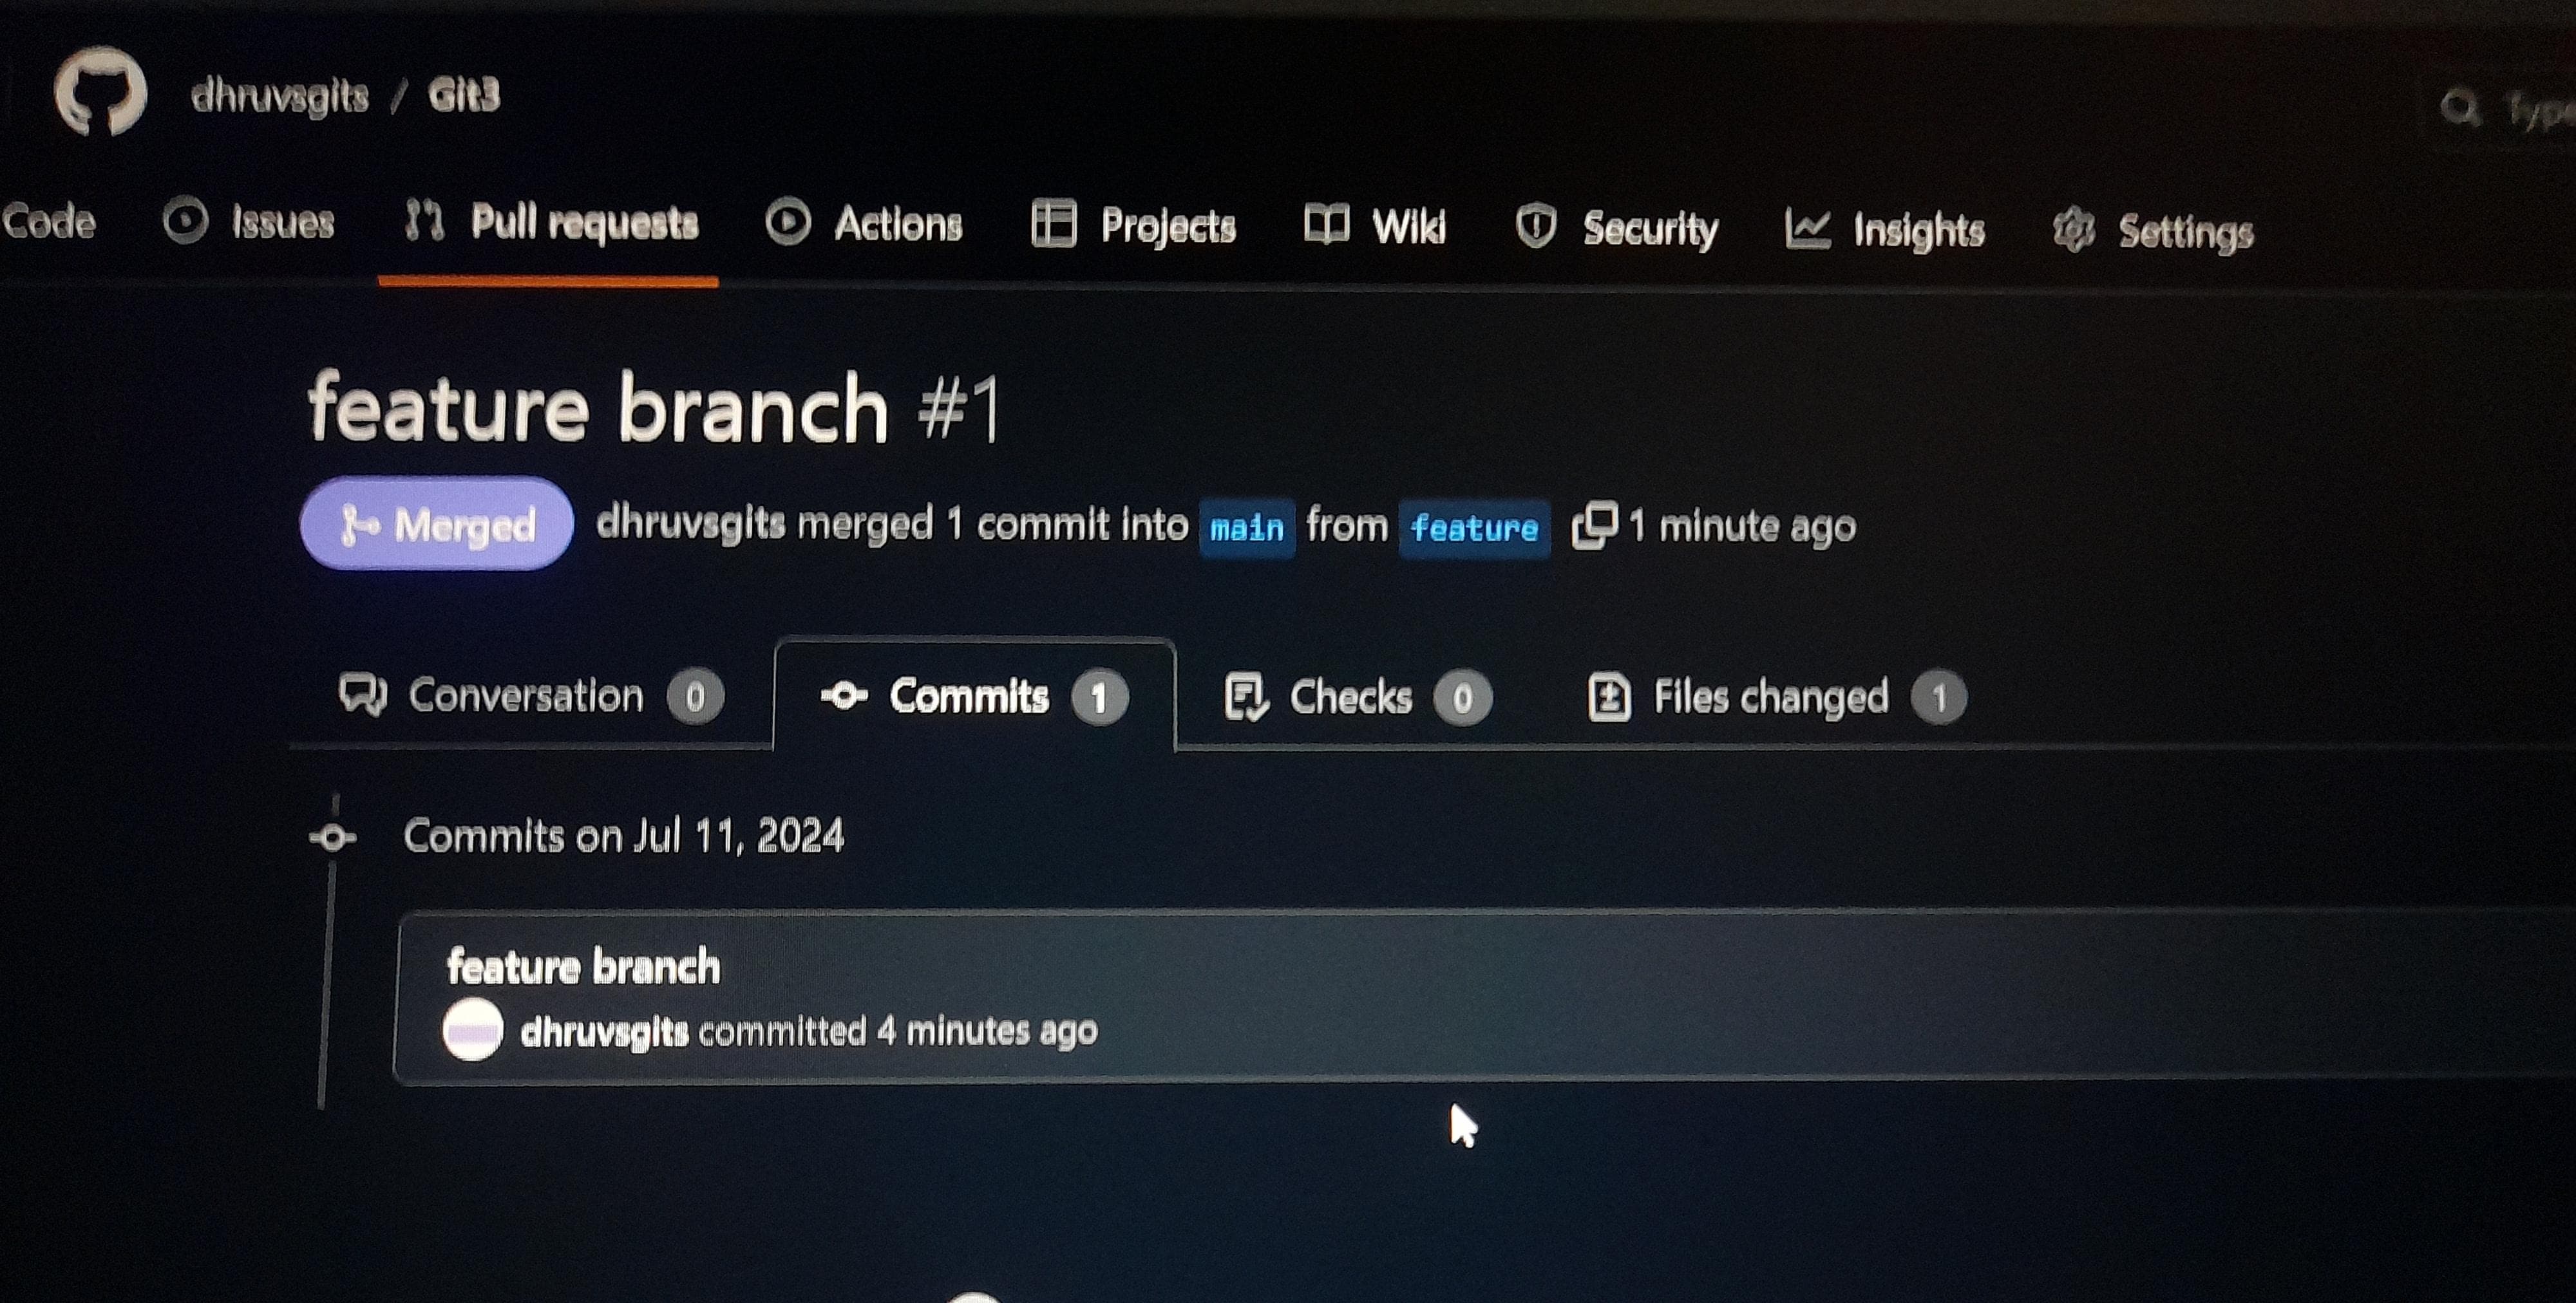 dhruvsgits / Git3
Code Issues Pull requests Actions Projects Wiki Security Insights Settings
feature branch #1
Merged dhruvsgits merged 1 commit into main from feature 1 minute ago
Conversation 0 Commits 1 Checks 0 Files changed 1
Commits on Jul 11, 2024
feature branch
dhruvsgits committed 4 minutes ago